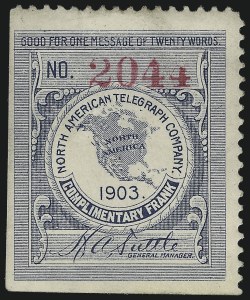 GOOD FOR ONE MESSAGE OF TWENTY WORDS.
NO. 2044
NORTH AMERICAN TELEGRAPH COMPANY.
NORTH
AMERICA
1903.
COMPLIMENTARY FRANK
H A Tuttle
GENERAL MANAGER.